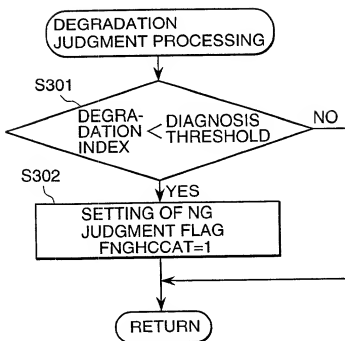 DEGRADATION
JUDGMENT PROCESSING
S301
DEGRA-
DATION
INDEX
<
DIAGNOSIS
THRESHOLD
NO
S302
YES
SETTING OF NG
JUDGMENT FLAG
FNGHCCAT=1
RETURN